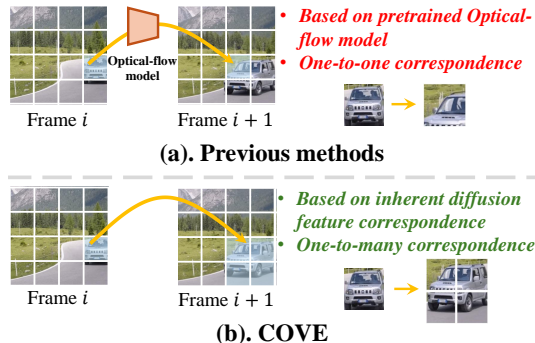 Optical-flow
model
Frame i
Frame i + 1
• Based on pretrained Optical-
flow model
• One-to-one correspondence
(a). Previous methods
Frame i
Frame i + 1
• Based on inherent diffusion
feature correspondence
• One-to-many correspondence
(b). COVE